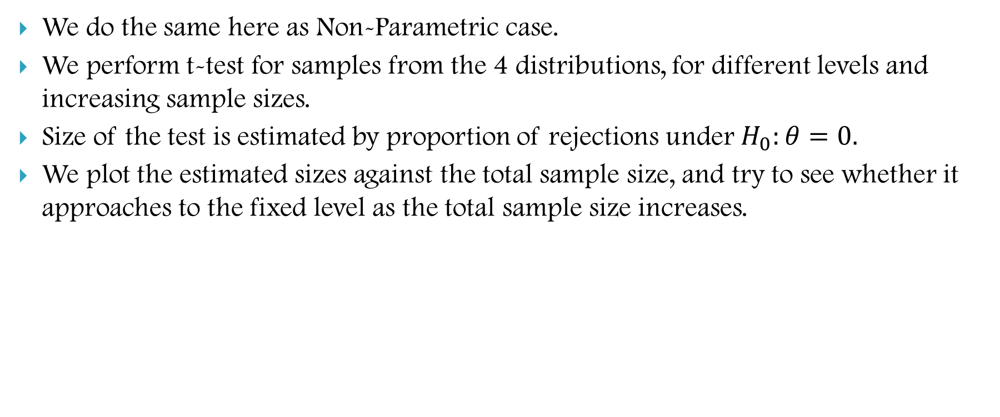 We do the same here as Non-Parametric case.
We perform t-test for samples from the 4 distributions, for different levels and
increasing sample sizes.
Size of the test is estimated by proportion of rejections under H₀: θ = 0.
We plot the estimated sizes against the total sample size, and try to see whether it
approaches to the fixed level as the total sample size increases.